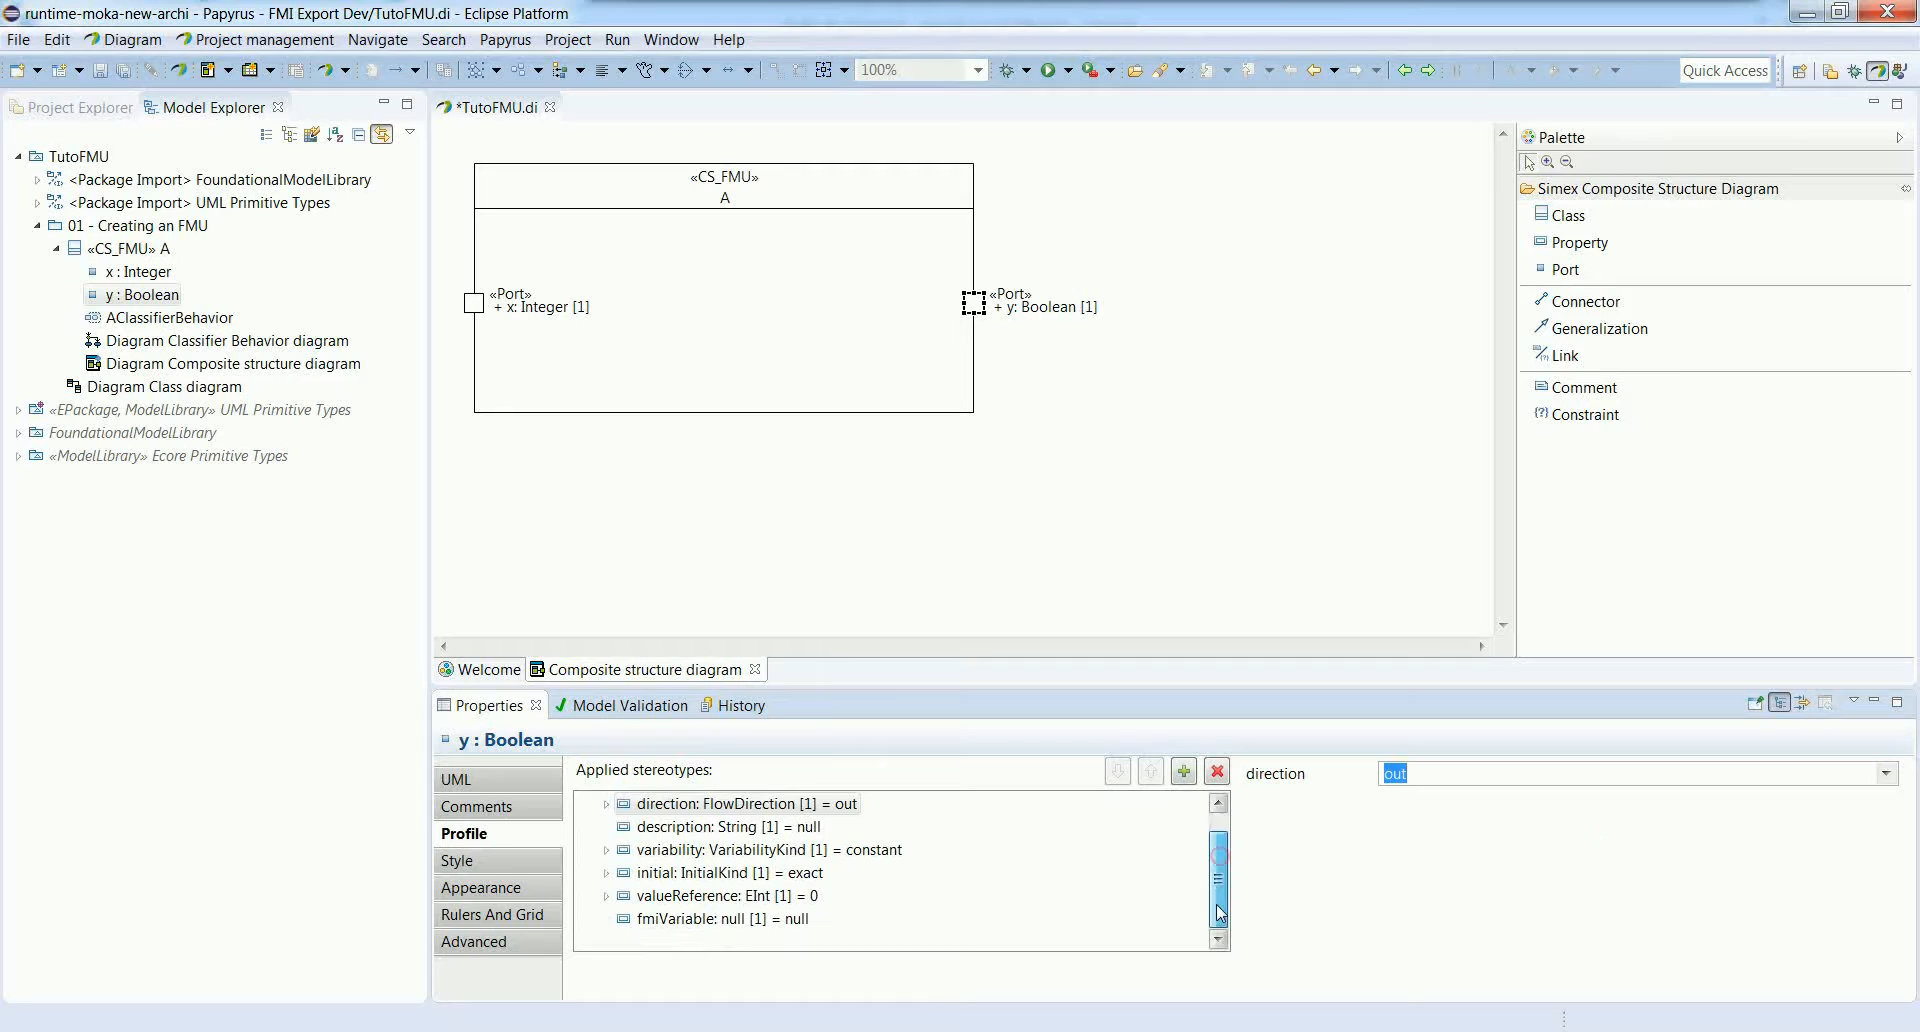 runtime-moka-new-archi - Papyrus - FMI Export Dev/TutoFMU.di - Eclipse Platform
File Edit Diagram Project management Navigate Search Papyrus Project Run Window Help
100%
Quick Access
Project Explorer Model Explorer
*TutoFMU.di
TutoFMU
<Package Import> FoundationalModelLibrary
<Package Import> UML Primitive Types
01 - Creating an FMU
«CS_FMU» A
x : Integer
y : Boolean
AClassifierBehavior
Diagram Classifier Behavior diagram
Diagram Composite structure diagram
Diagram Class diagram
«EPackage, ModelLibrary» UML Primitive Types
FoundationalModelLibrary
«ModelLibrary» Ecore Primitive Types
«CS_FMU»
A
«Port»
+ x: Integer [1]
«Port»
+ y: Boolean [1]
Palette
Simex Composite Structure Diagram
Class
Property
Port
Connector
Generalization
Link
Comment
Constraint
Welcome Composite structure diagram
Properties Model Validation History
y : Boolean
UML
Comments
Profile
Style
Appearance
Rulers And Grid
Advanced
Applied stereotypes:
direction: FlowDirection [1] = out
description: String [1] = null
variability: VariabilityKind [1] = constant
initial: InitialKind [1] = exact
valueReference: EInt [1] = 0
fmiVariable: null [1] = null
direction
out